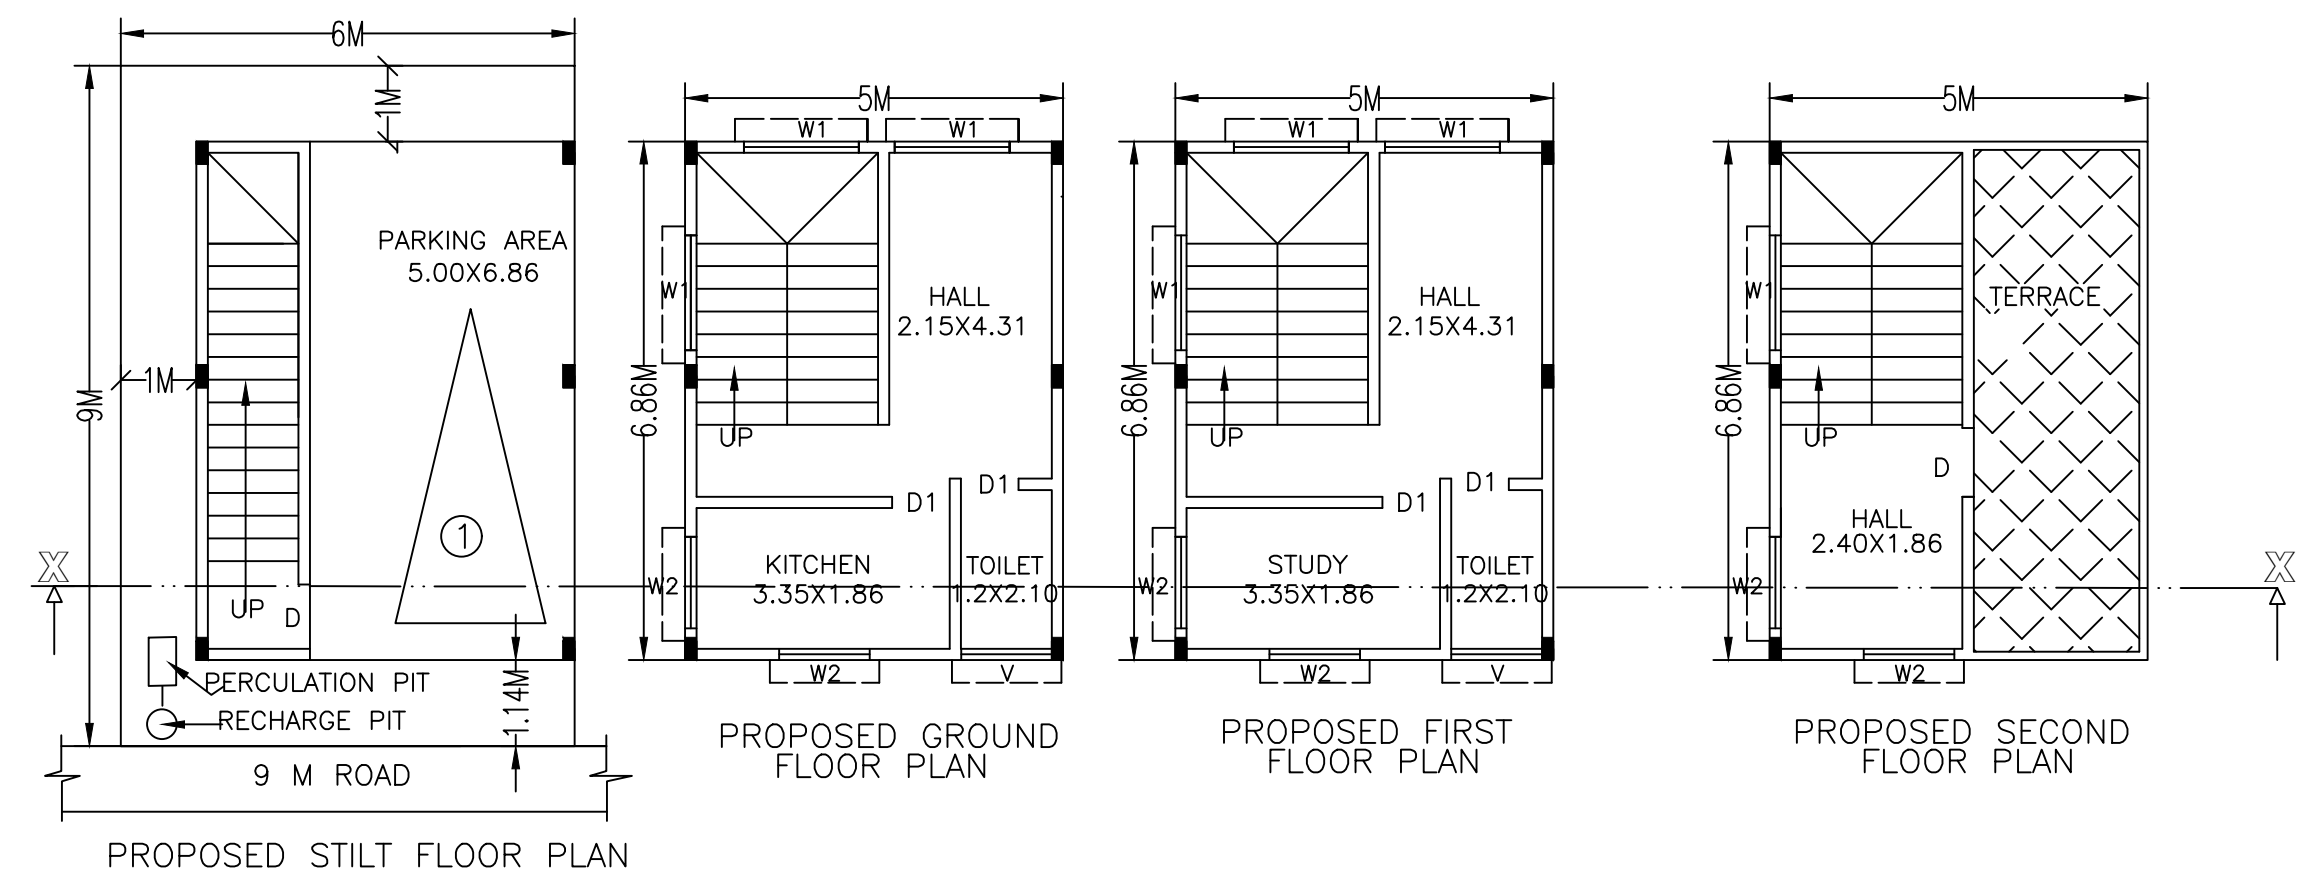 6M
1M
9M
1M
PARKING AREA
5.00X6.86
1
X
UP
D
PERCULATION PIT
RECHARGE PIT
1.14M
9 M ROAD
PROPOSED STILT FLOOR PLAN
5M
6.86M
W1
W1
W1
HALL
2.15X4.31
UP
D1
D1
KITCHEN
3.35X1.86
TOILET
1.2X2.10
W2
W2
V
PROPOSED GROUND
FLOOR PLAN
5M
6.86M
W1
W1
W1
HALL
2.15X4.31
UP
D1
D1
STUDY
3.35X1.86
TOILET
1.2X2.10
W2
W2
V
PROPOSED FIRST
FLOOR PLAN
5M
6.86M
W1
TERRACE
UP
D
HALL
2.40X1.86
W2
W2
X
PROPOSED SECOND
FLOOR PLAN